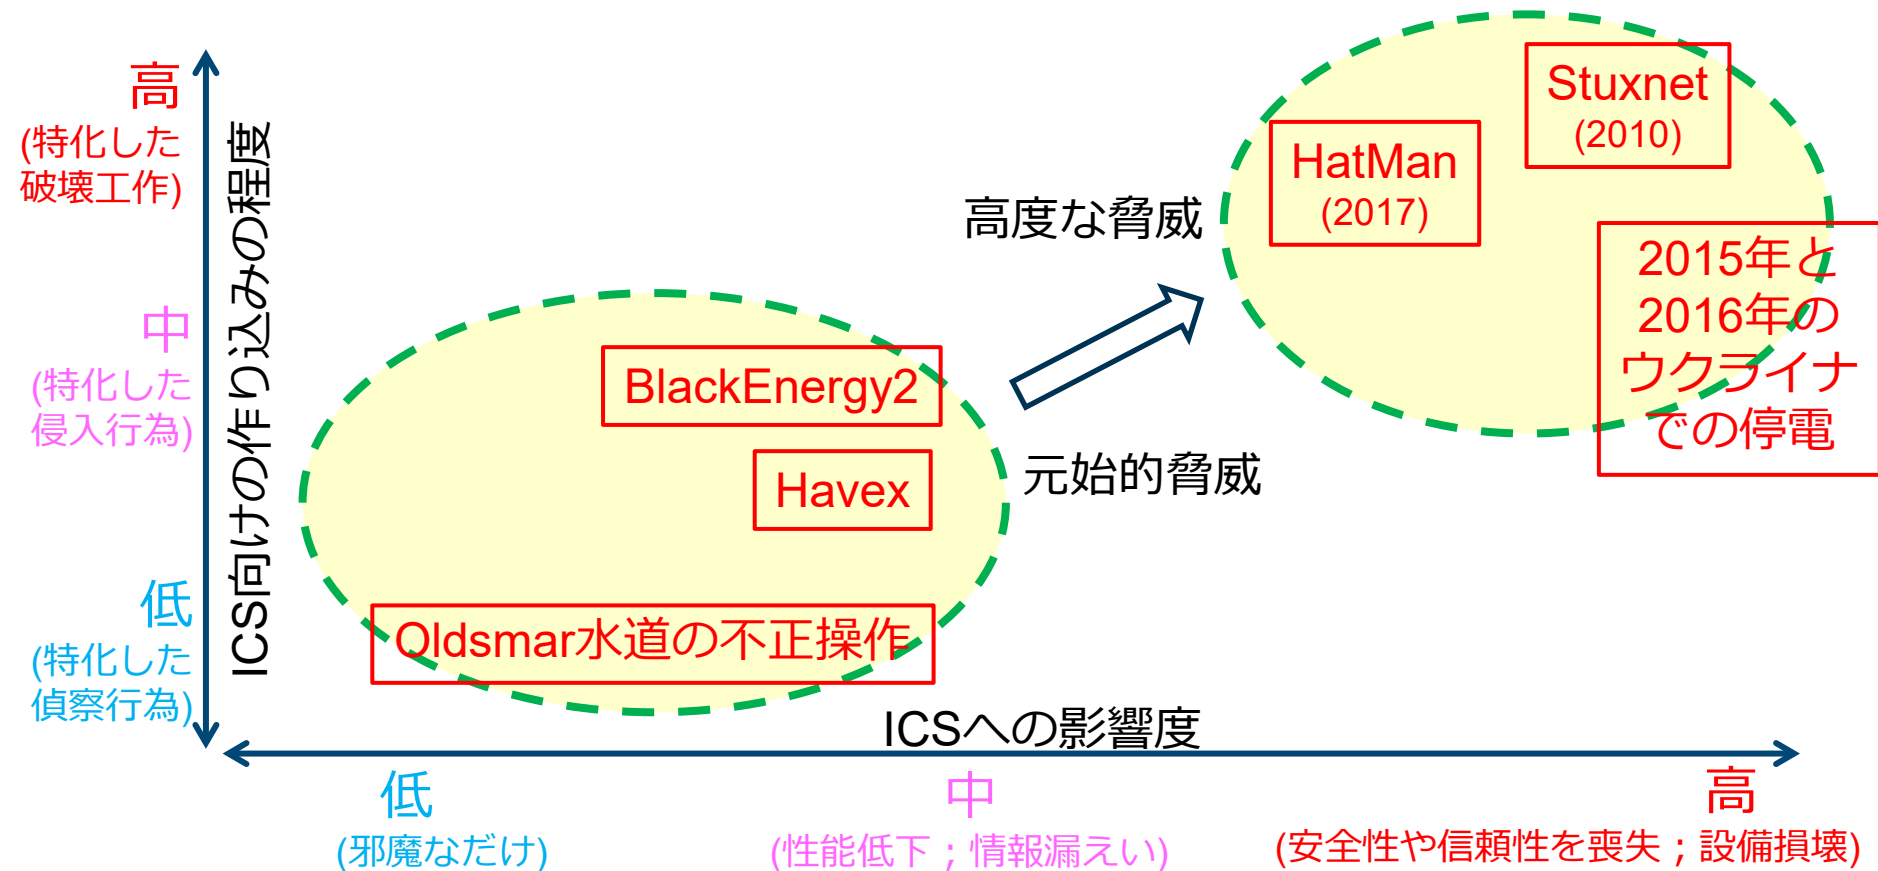 高
(特化した
破壊工作)
中
(特化した
侵入行為)
低
(特化した
偵察行為)
ICS向けの作り込みの程度
Stuxnet
(2010)
HatMan
(2017)
高度な脅威
2015年と
2016年の
ウクライナ
での停電
BlackEnergy2
Havex
元始的脅威
Oldsmar水道の不正操作
ICSへの影響度
低
(邪魔なだけ)
中
(性能低下；情報漏えい)
高
(安全性や信頼性を喪失；設備損壊)